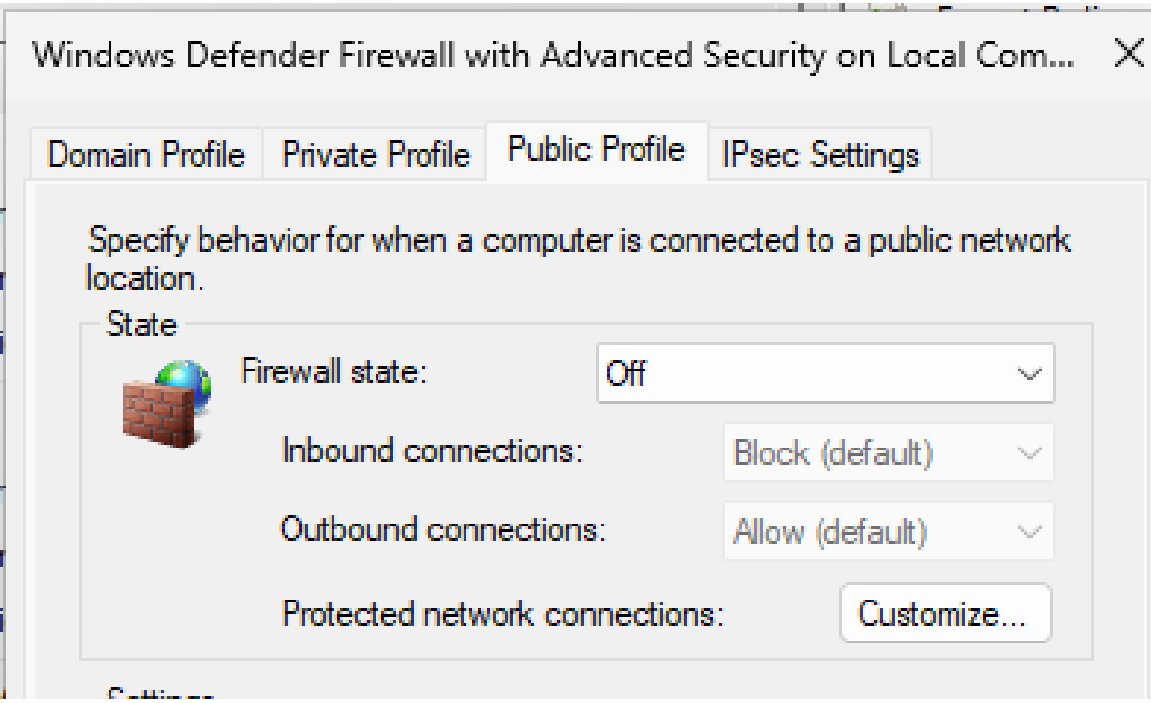 Windows Defender Firewall with Advanced Security on Local Com...
Domain Profile Private Profile Public Profile IPsec Settings
Specify behavior for when a computer is connected to a public network
location.
State
Firewall state: Off
Inbound connections: Block (default)
Outbound connections: Allow (default)
Protected network connections: Customize...
Settings